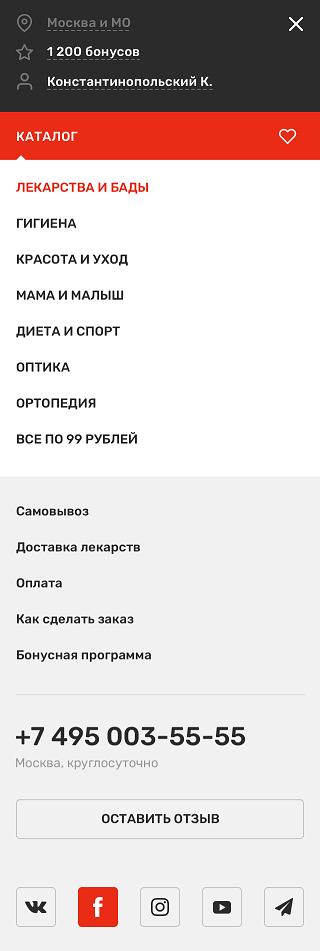 Москва и МО
1 200 бонусов
Константинопольский К.
КАТАЛОГ
ЛЕКАРСТВА И БАДЫ
ГИГИЕНА
КРАСОТА И УХОД
МАМА И МАЛЫШ
ДИЕТА И СПОРТ
ОПТИКА
ОРТОПЕДИЯ
ВСЕ ПО 99 РУБЛЕЙ
Самовывоз
Доставка лекарств
Оплата
Как сделать заказ
Бонусная программа
+7 495 003-55-55
Москва, круглосуточно
ОСТАВИТЬ ОТЗЫВ